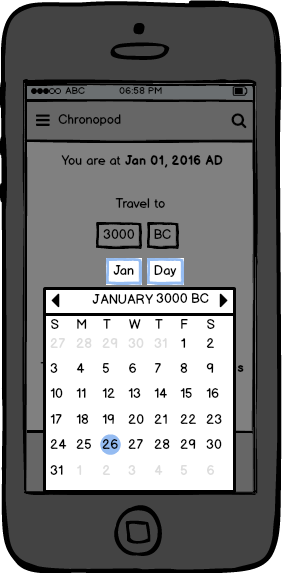 ABC 06:58 PM
Chronopod
You are at Jan 01, 2016 AD
Travel to
3000 BC
Jan Day
JANUARY 3000 BC
S M T W T F S
27 28 29 30 31 1 2
3 4 5 6 7 8 9
10 11 12 13 14 15 16
17 18 19 20 21 22 23
24 25 26 27 28 29 30
31 1 2 3 4 5 6
s